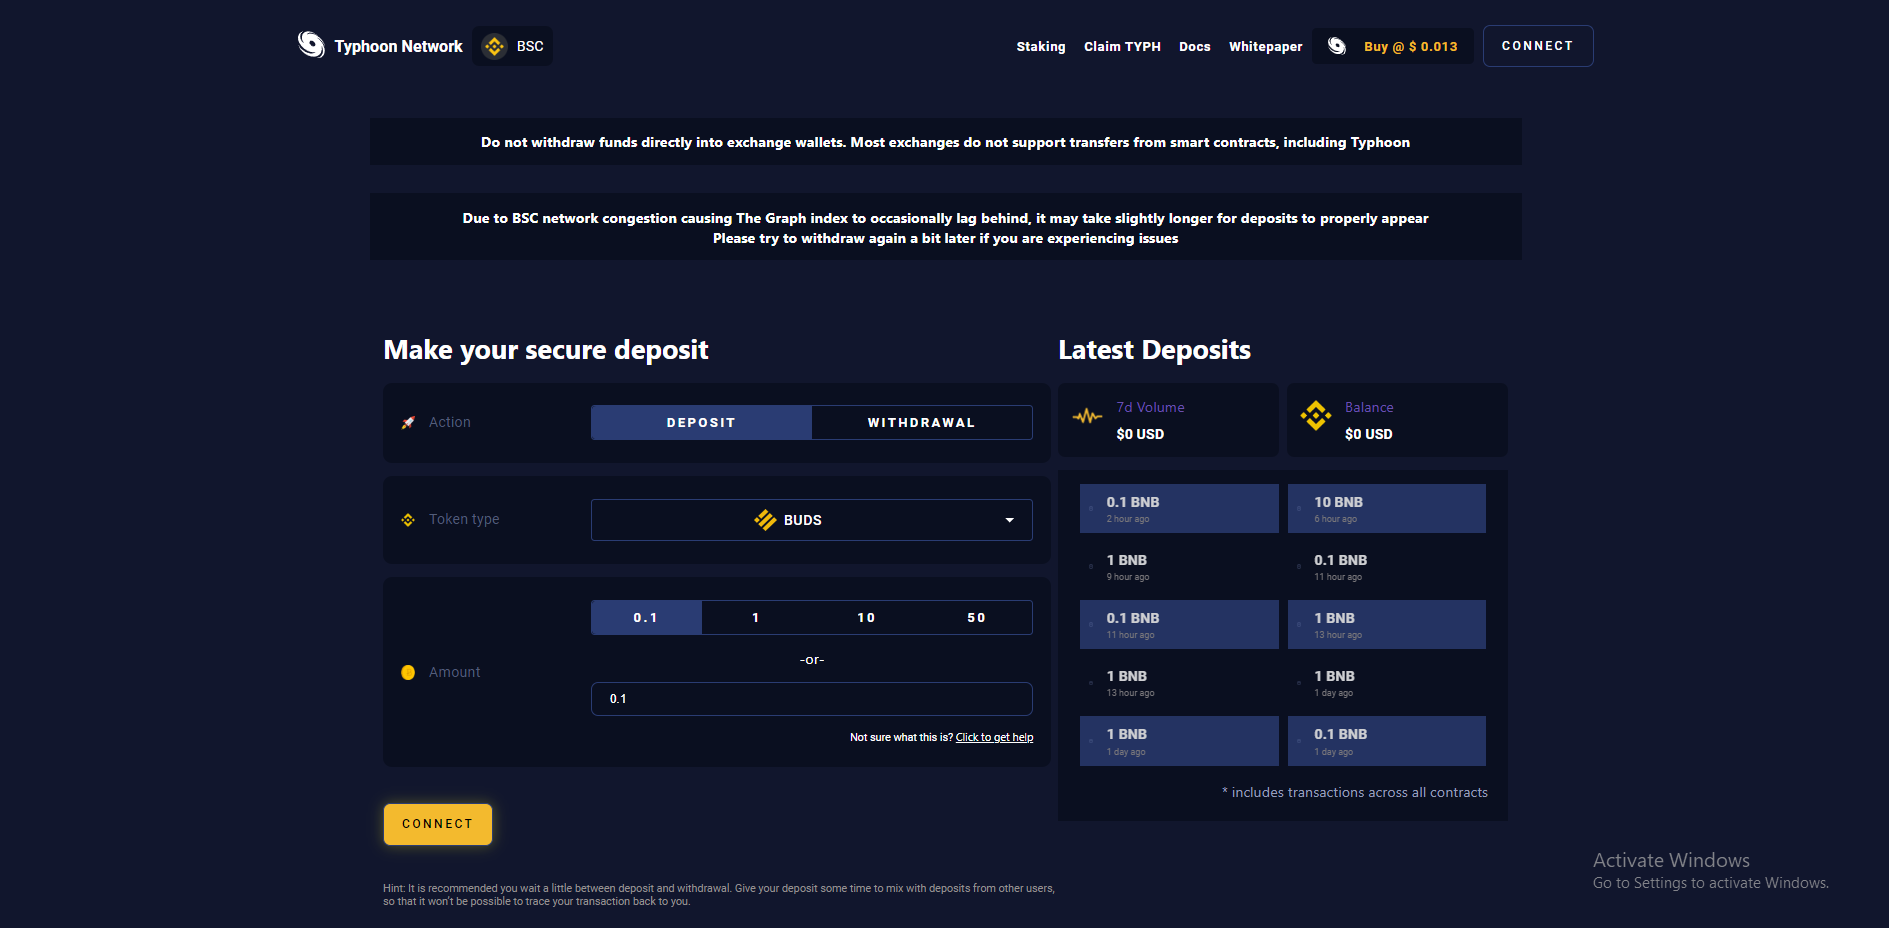 Typhoon Network
BSC
Staking
Claim TYPH
Docs
Whitepaper
Buy @ $ 0.013
CONNECT
Do not withdraw funds directly into exchange wallets. Most exchanges do not support transfers from smart contracts, including Typhoon
Due to BSC network congestion causing The Graph index to occasionally lag behind, it may take slightly longer for deposits to properly appear
Please try to withdraw again a bit later if you are experiencing issues
Make your secure deposit
Action
DEPOSIT
WITHDRAWAL
Token type
BUDS
Amount
0.1
1
10
50
-or-
0.1
Not sure what this is? Click to get help
CONNECT
Hint: It is recommended you wait a little between deposit and withdrawal. Give your deposit some time to mix with deposits from other users,
so that it won't be possible to trace your transaction back to you.
Latest Deposits
7d Volume
$0 USD
Balance
$0 USD
0.1 BNB
2 hour ago
10 BNB
6 hour ago
1 BNB
9 hour ago
0.1 BNB
11 hour ago
0.1 BNB
11 hour ago
1 BNB
13 hour ago
1 BNB
13 hour ago
1 BNB
1 day ago
1 BNB
1 day ago
0.1 BNB
1 day ago
* includes transactions across all contracts
Activate Windows
Go to Settings to activate Windows.